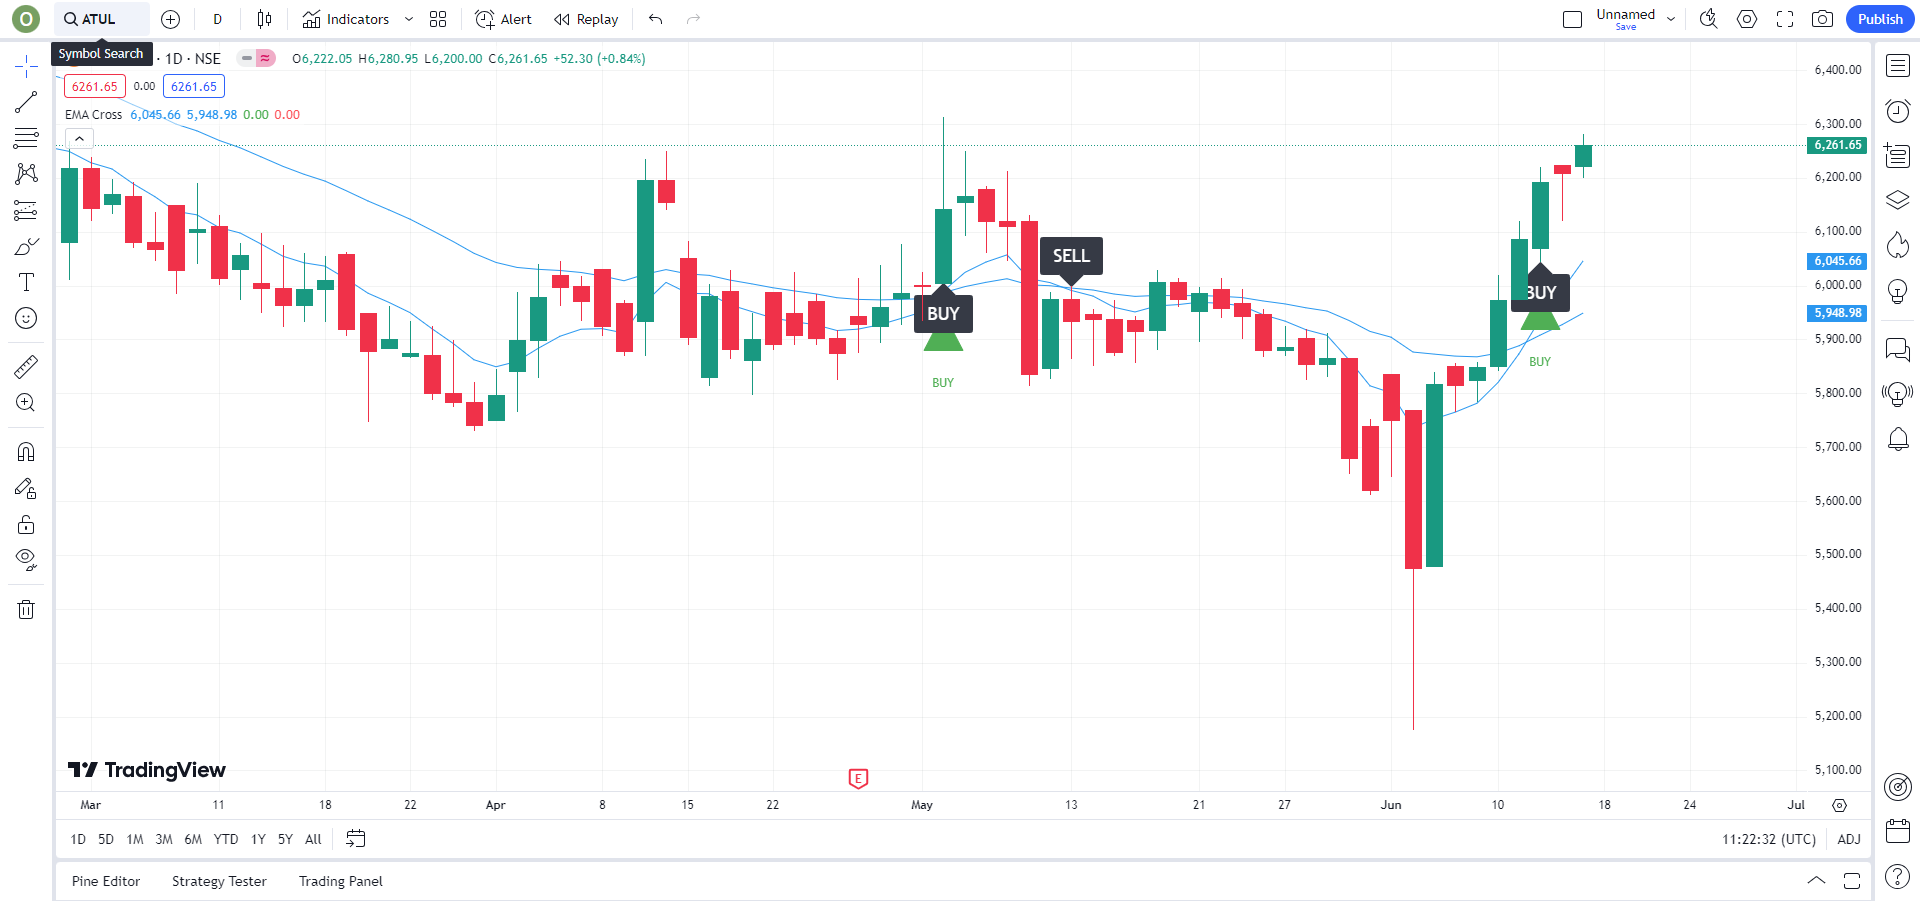 O
ATUL
D
Indicators
Alert
Replay
Unnamed
Save
Publish
Symbol Search
· 1D · NSE
O6,222.05 H6,280.95 L6,200.00 C6,261.65 +52.30 (+0.84%)
6261.65
0.00
6261.65
EMA Cross 6,045.66 5,948.98 0.00 0.00
SELL
BUY
BUY
BUY
BUY
6,400.00
6,300.00
6,261.65
6,200.00
6,100.00
6,045.66
6,000.00
5,948.98
5,900.00
5,800.00
5,700.00
5,600.00
5,500.00
5,400.00
5,300.00
5,200.00
5,100.00
TradingView
E
Mar 11 18 22 Apr 8 15 22 May 13 21 27 Jun 10 18 24 Jul
1D 5D 1M 3M 6M YTD 1Y 5Y All
11:22:32 (UTC) ADJ
Pine Editor Strategy Tester Trading Panel